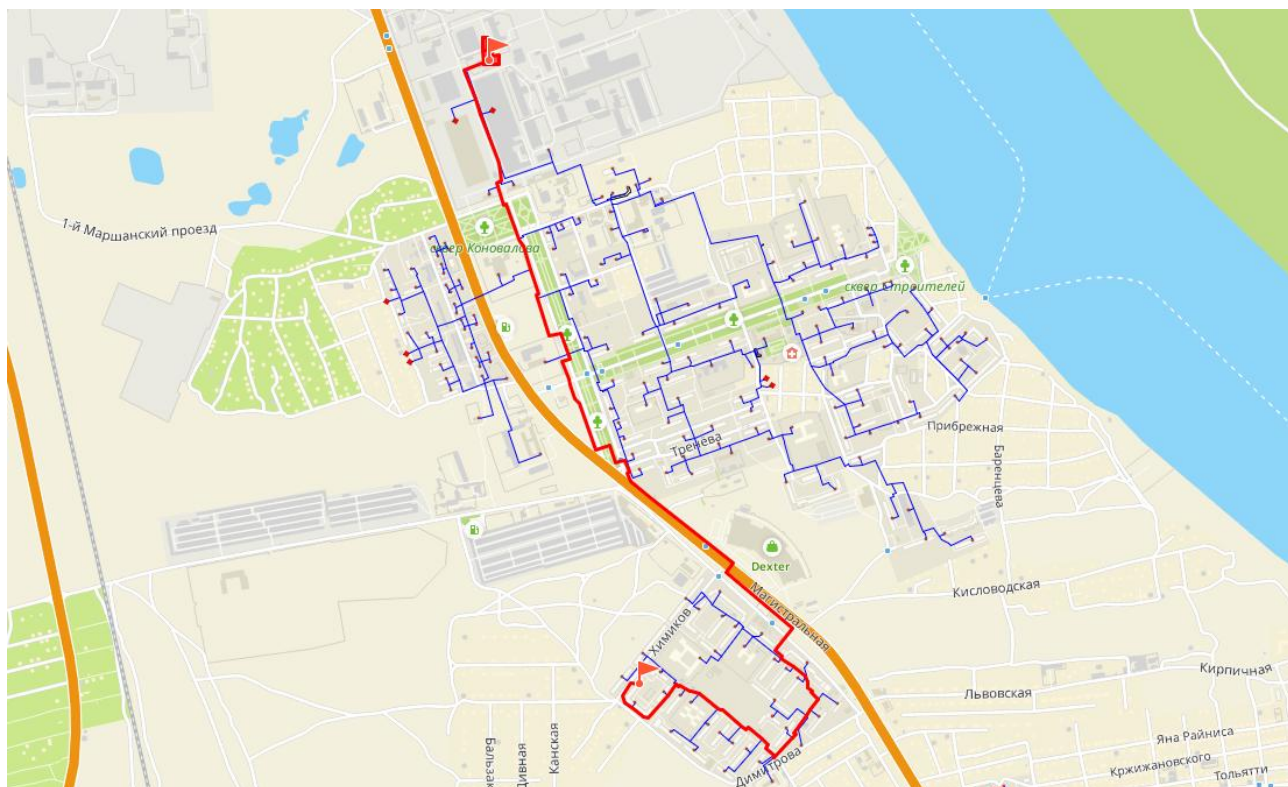 1-й Маршанский проезд
сквер Коновалова
сквер Строителей
Тренёва
Прибрежная
Баренцева
Dexter
Кисловодская
Магистральная
Химиков
Кирпичная
Львовская
Канская
Дивная
Димитрова
Яна Райниса
Кржижановского
Тольятти